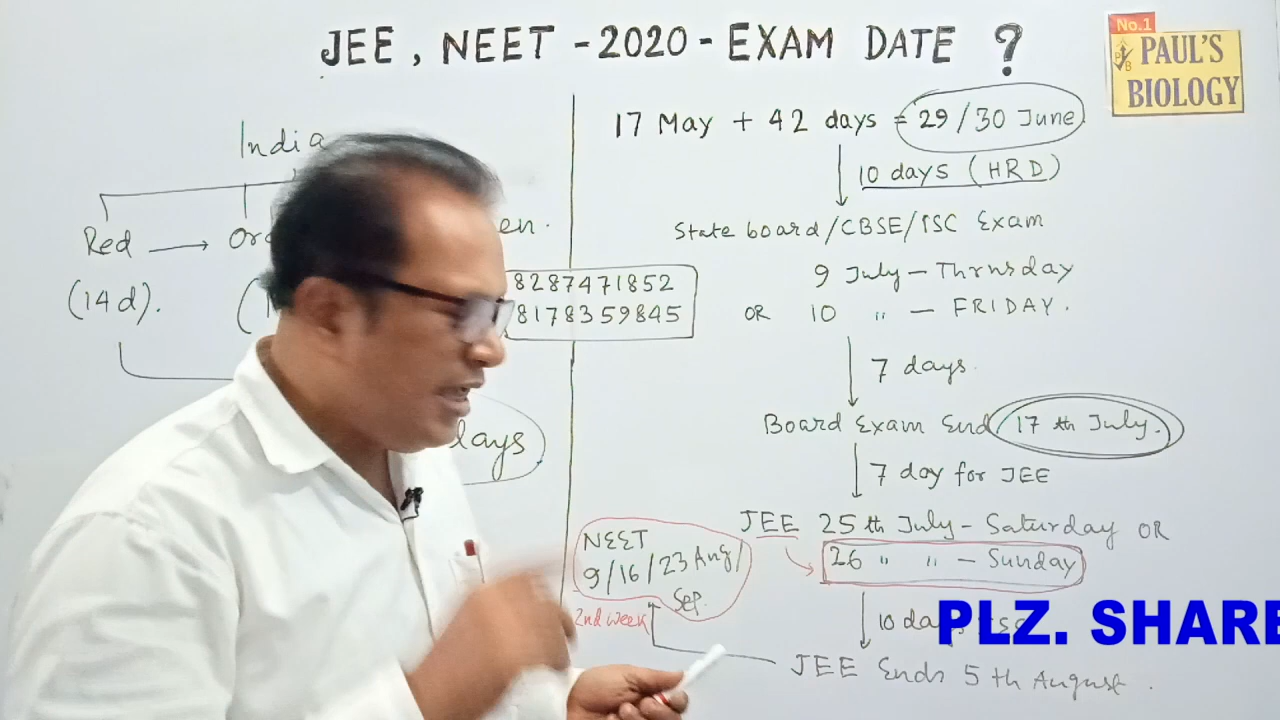 JEE, NEET - 2020 - EXAM DATE ?
No.1
PAUL'S
BIOLOGY
India
Red → 
en.
(14d).
days
8287471852
8178359845
17 May + 42 days = 29/30 June
10 days (HRD)
State board/CBSE/ISC Exam
9 July - Thrusday
OR 10 " - FRIDAY.
7 days
Board Exam End 17 th July.
7 day for JEE
JEE 25 th July - Saturday OR
26 " " - Sunday
NEET
9/16/23 Aug/
Sep.
2nd week
10
PLZ. SHARE
JEE Ends 5 th August.